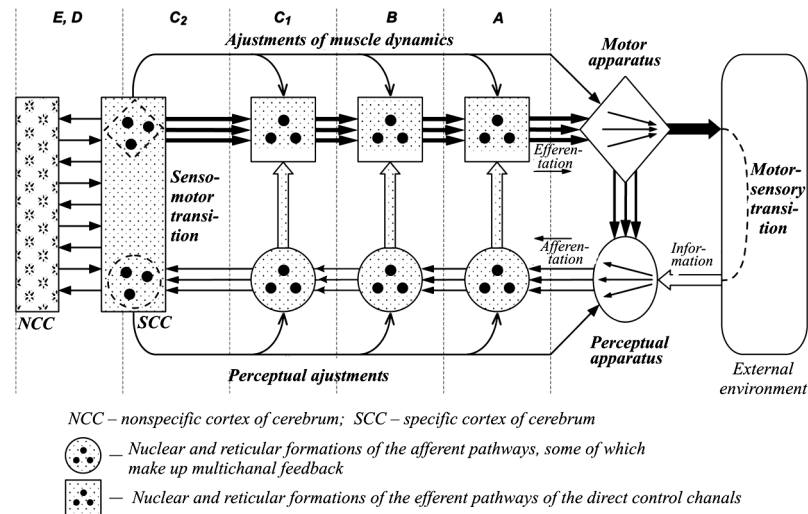 E, D C₂ C₁ B A
Ajustments of muscle dynamics
Motor
apparatus
Efferen-
tation
Senso-
motor
transi-
tion
Motor-
sensory
transition
Afferen-
tation
Infor-
mation
NCC SCC
Perceptual
apparatus
Perceptual ajustments
External
environment
NCC – nonspecific cortex of cerebrum; SCC – specific cortex of cerebrum
— Nuclear and reticular formations of the afferent pathways, some of which
make up multichanal feedback
— Nuclear and reticular formations of the efferent pathways of the direct control chanals